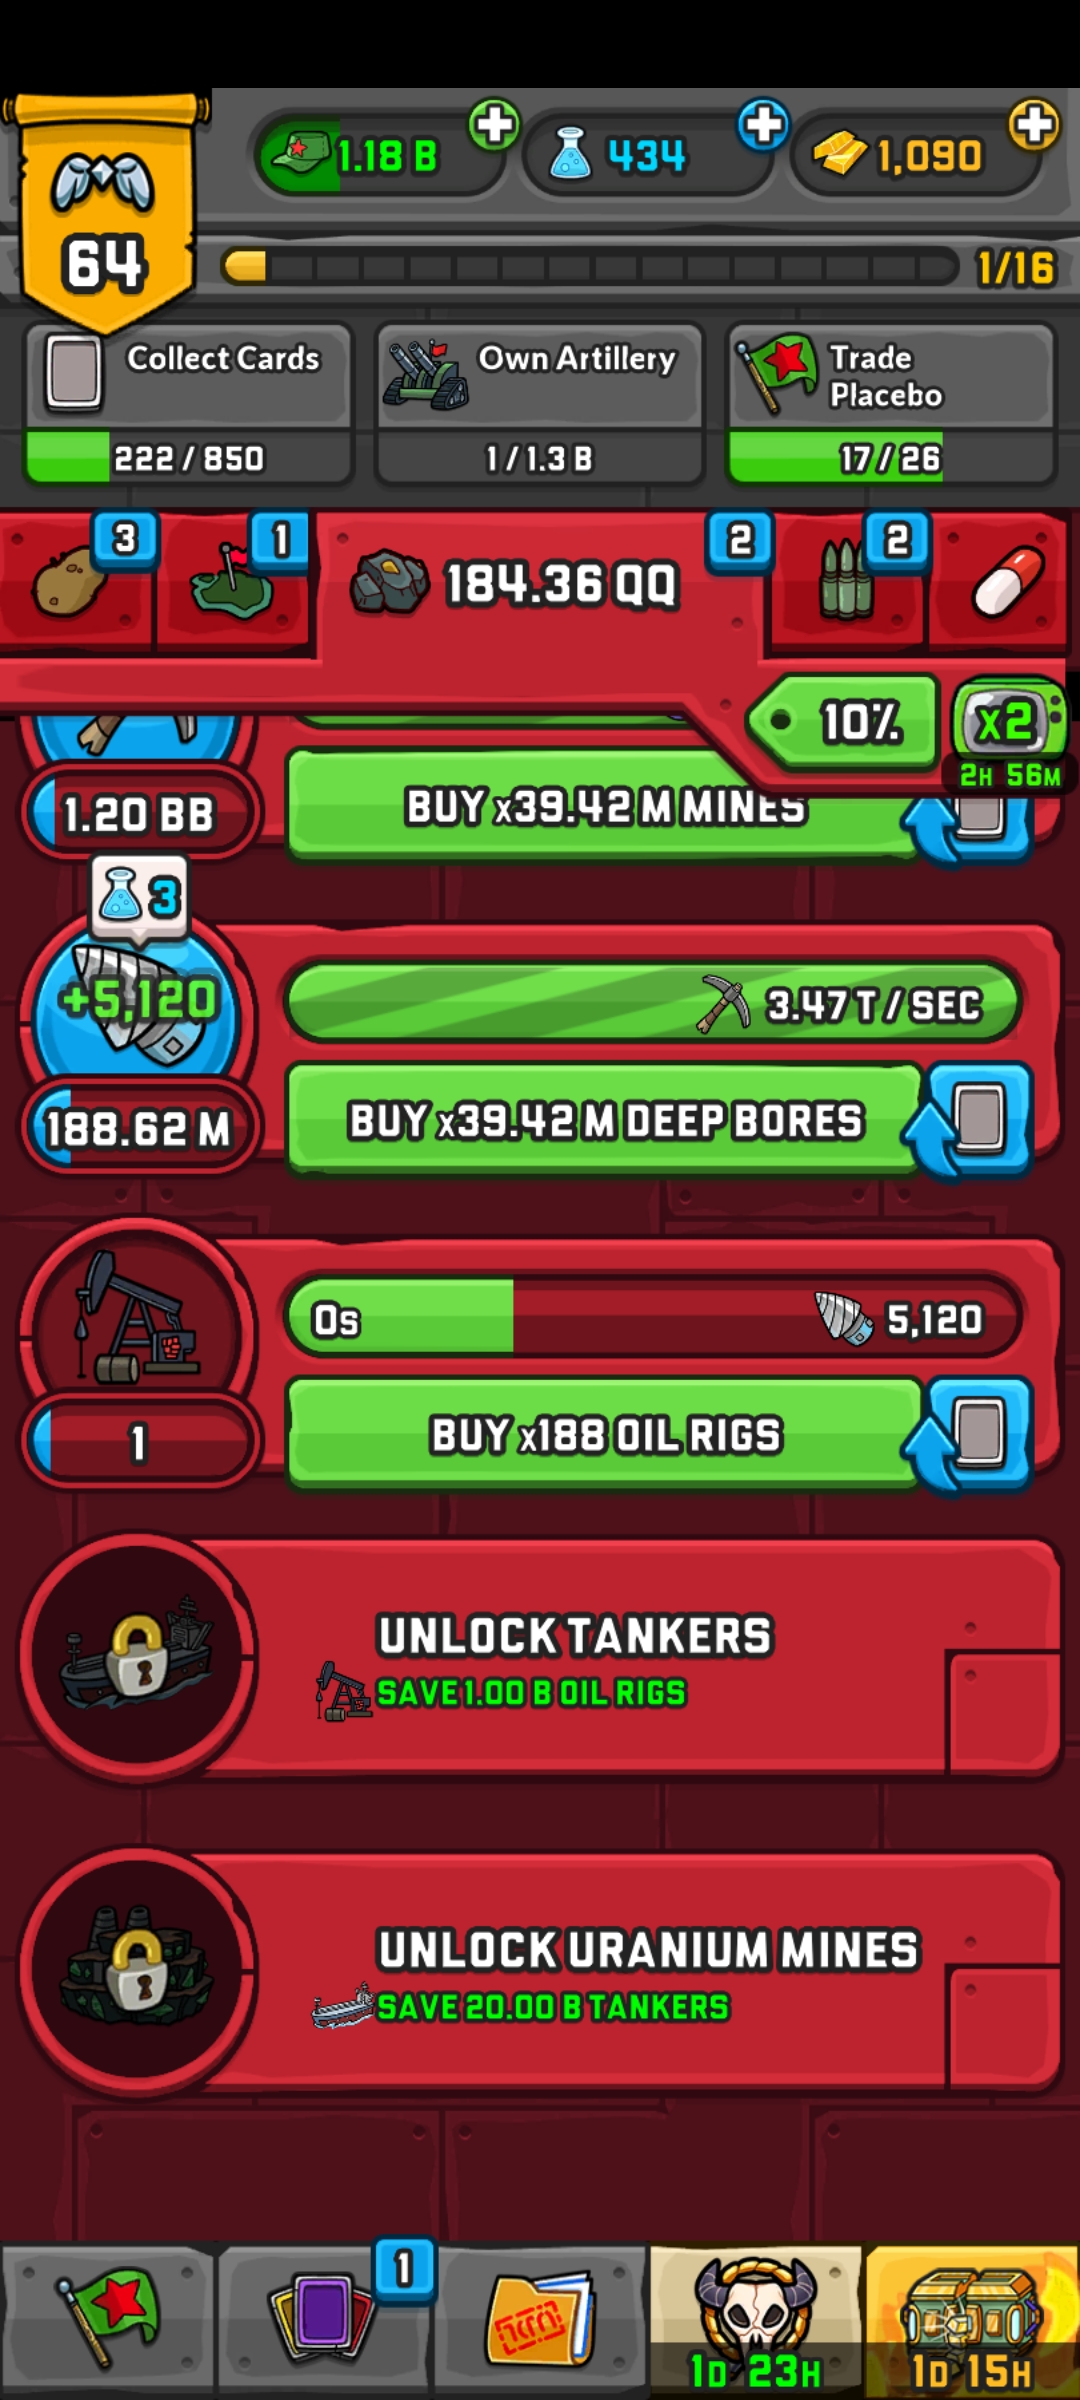 1.18 B
434
1,090
64
1/16
Collect Cards
222 / 850
Own Artillery
1 / 1.3 B
Trade
Placebo
17 / 26
3
1
184.36 QQ
2
2
10%
x2
2H 56M
1.20 BB
BUY x39.42 M MINES
3
+5,120
3.47 T / SEC
188.62 M
BUY x39.42 M DEEP BORES
0s
5,120
1
BUY x188 OIL RIGS
UNLOCK TANKERS
SAVE 1.00 B OIL RIGS
UNLOCK URANIUM MINES
SAVE 20.00 B TANKERS
1
1D 23H
1D 15H